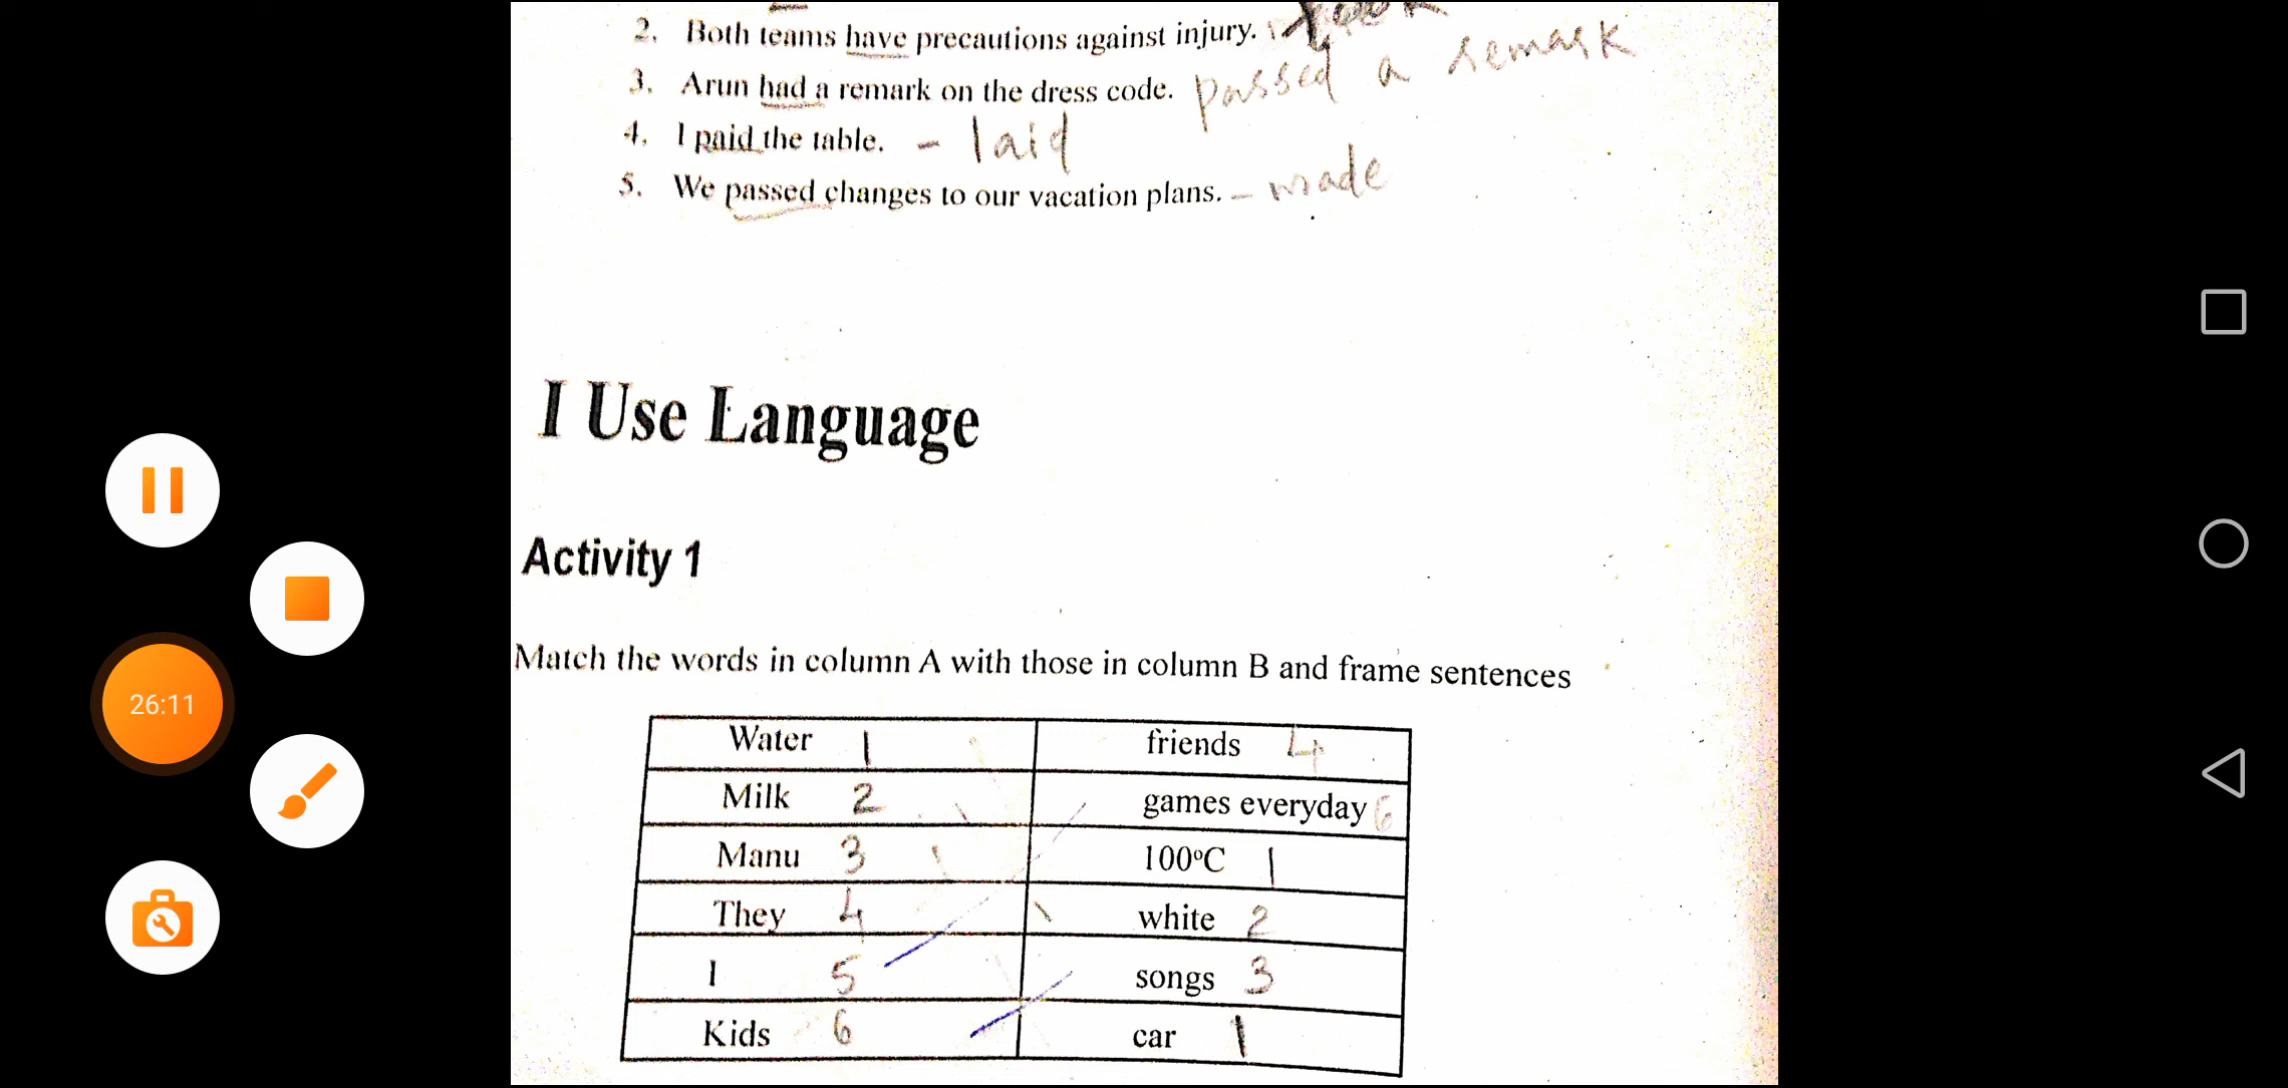 2. Both teams have precautions against injury.
3. Arun had a remark on the dress code. passed a remark
4. I paid the table. - laid
5. We passed changes to our vacation plans. - made
I Use Language
Activity 1
Match the words in column A with those in column B and frame sentences
Water 1 friends 4
Milk 2 games everyday 6
Manu 3 100°C 1
They 4 white 2
I 5 songs 3
Kids 6 car 1
26:11